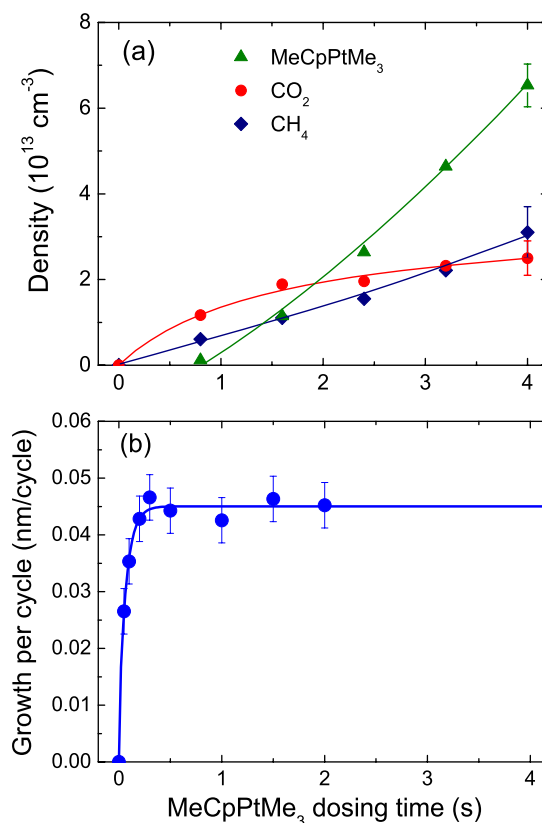 (a)
MeCpPtMe₃
CO₂
CH₄
Density (10¹³ cm⁻³)
8
6
4
2
0
0 1 2 3 4
(b)
Growth per cycle (nm/cycle)
0.06
0.05
0.04
0.03
0.02
0.01
0.00
0 1 2 3 4
MeCpPtMe₃ dosing time (s)